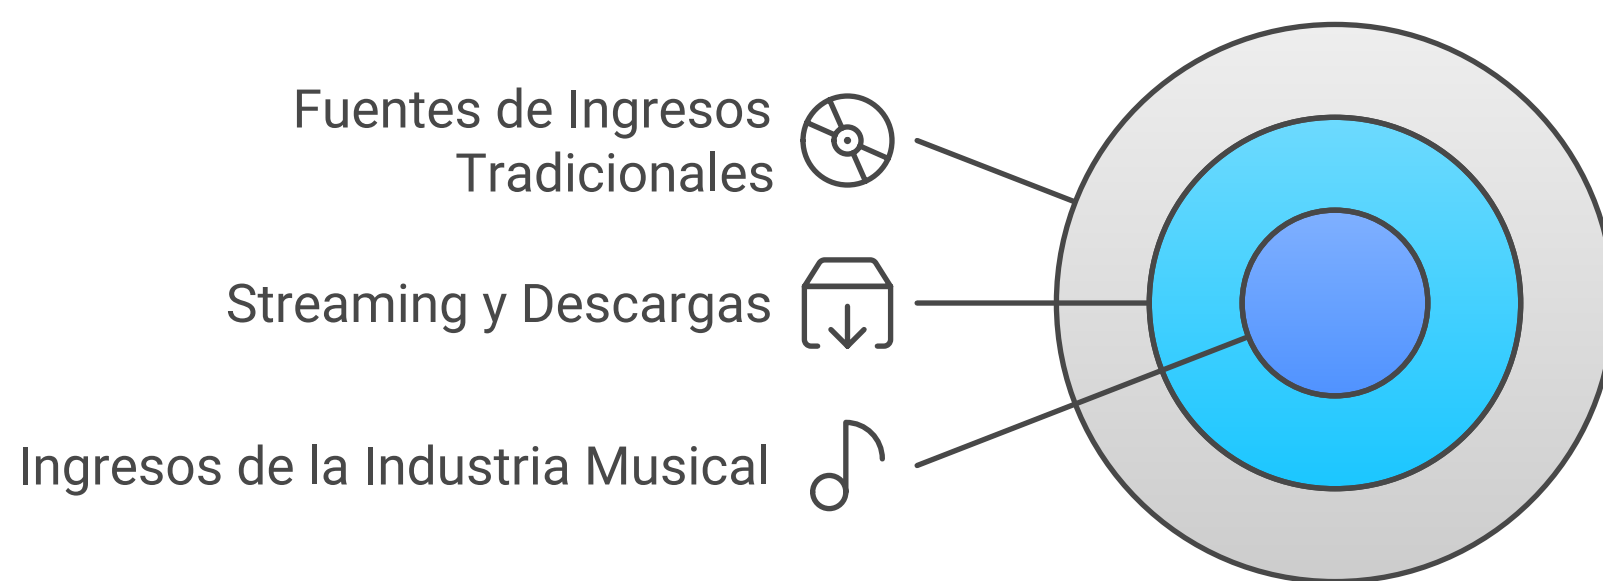 Fuentes de Ingresos
Tradicionales
Streaming y Descargas
Ingresos de la Industria Musical